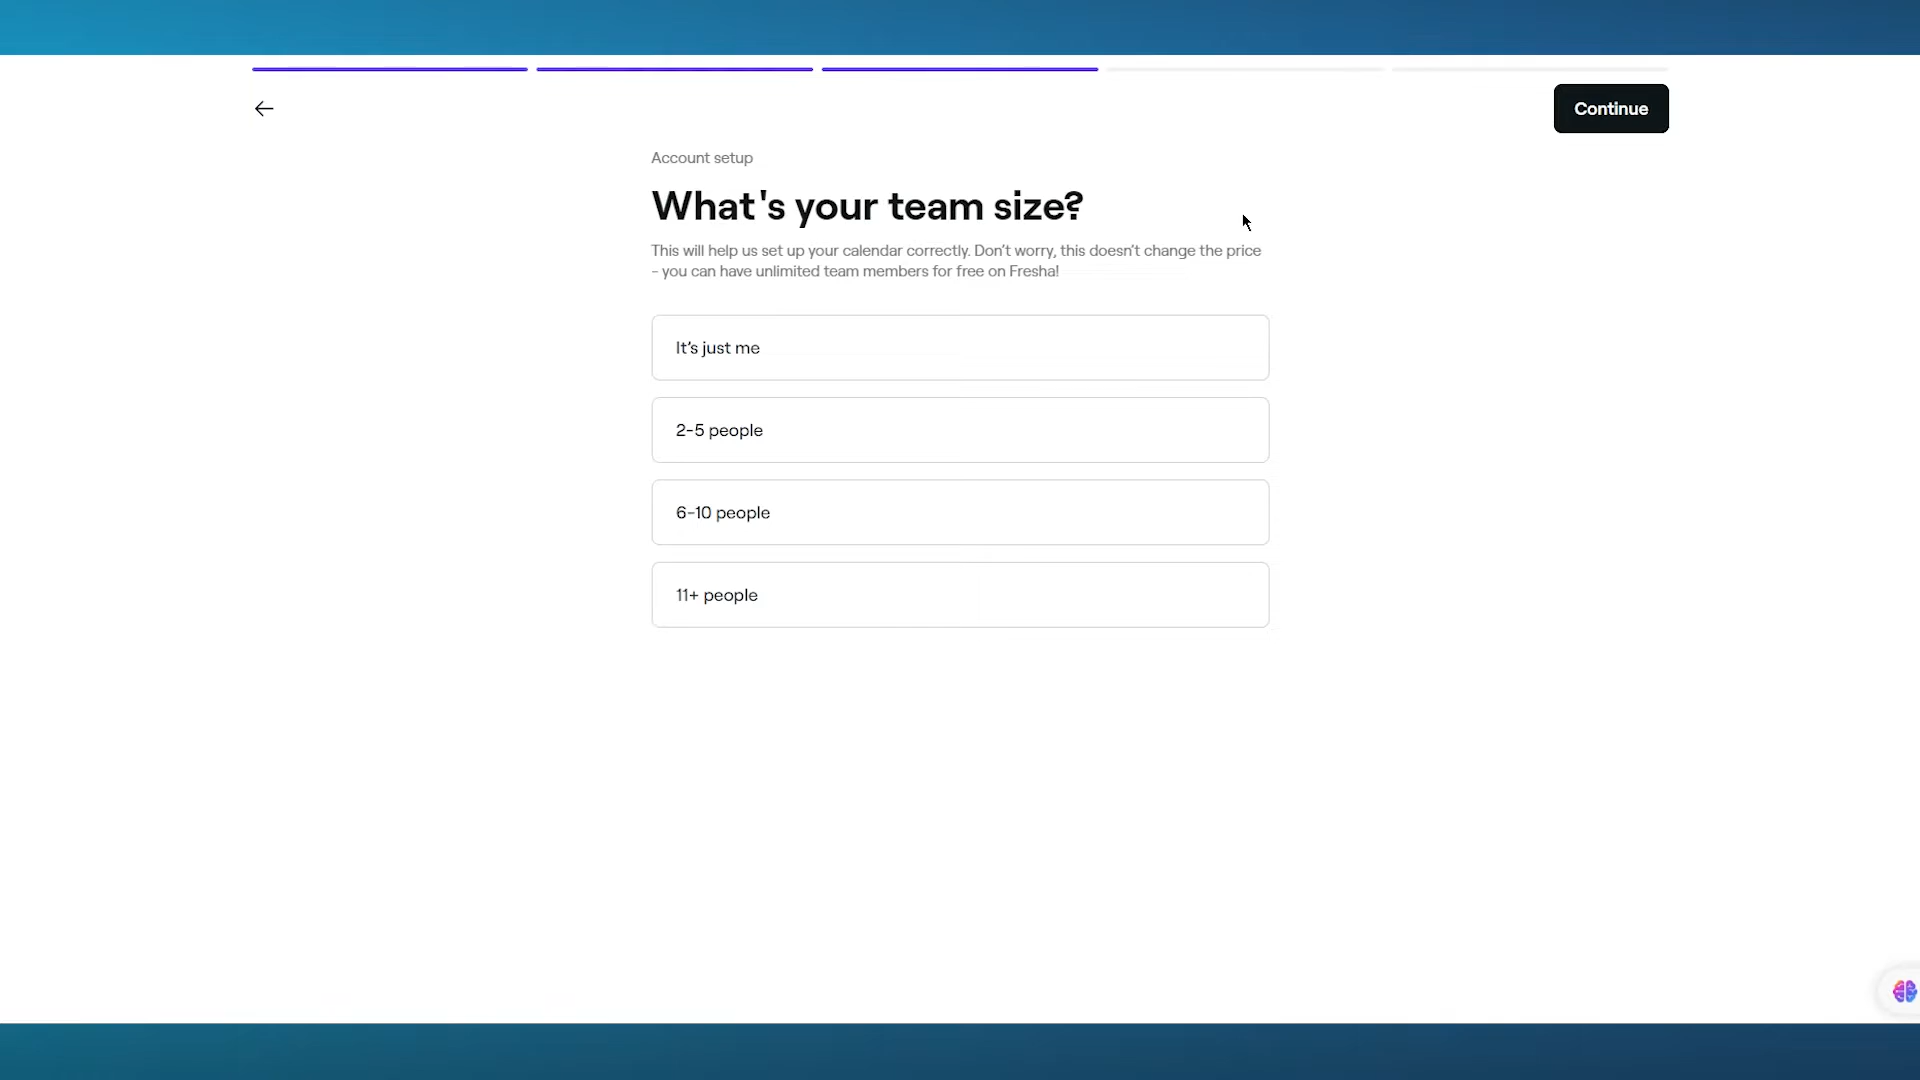 Continue
Account setup
What's your team size?
This will help us set up your calendar correctly. Don’t worry, this doesn’t change the price
- you can have unlimited team members for free on Fresha!
It’s just me
2-5 people
6-10 people
11+ people